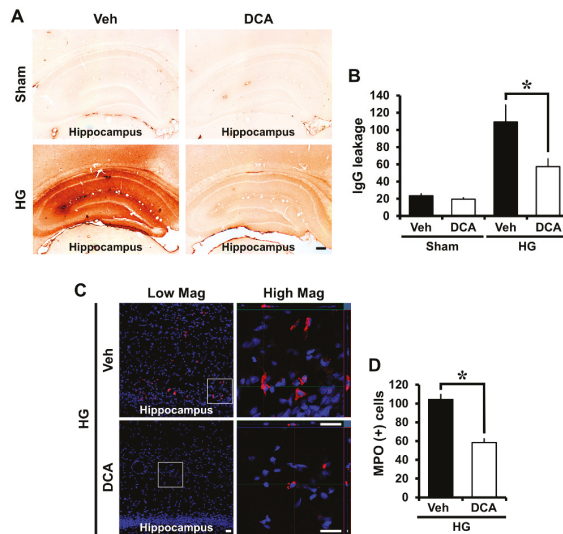 A
Veh
DCA
Sham
Hippocampus
Hippocampus
HG
Hippocampus
Hippocampus
B
IgG leakage
140
120
100
80
60
40
20
0
*
Veh
DCA
Veh
DCA
Sham
HG
C
Low Mag
High Mag
HG
Veh
Hippocampus
DCA
Hippocampus
D
MPO (+) cells
120
100
80
60
40
20
0
*
Veh
DCA
HG